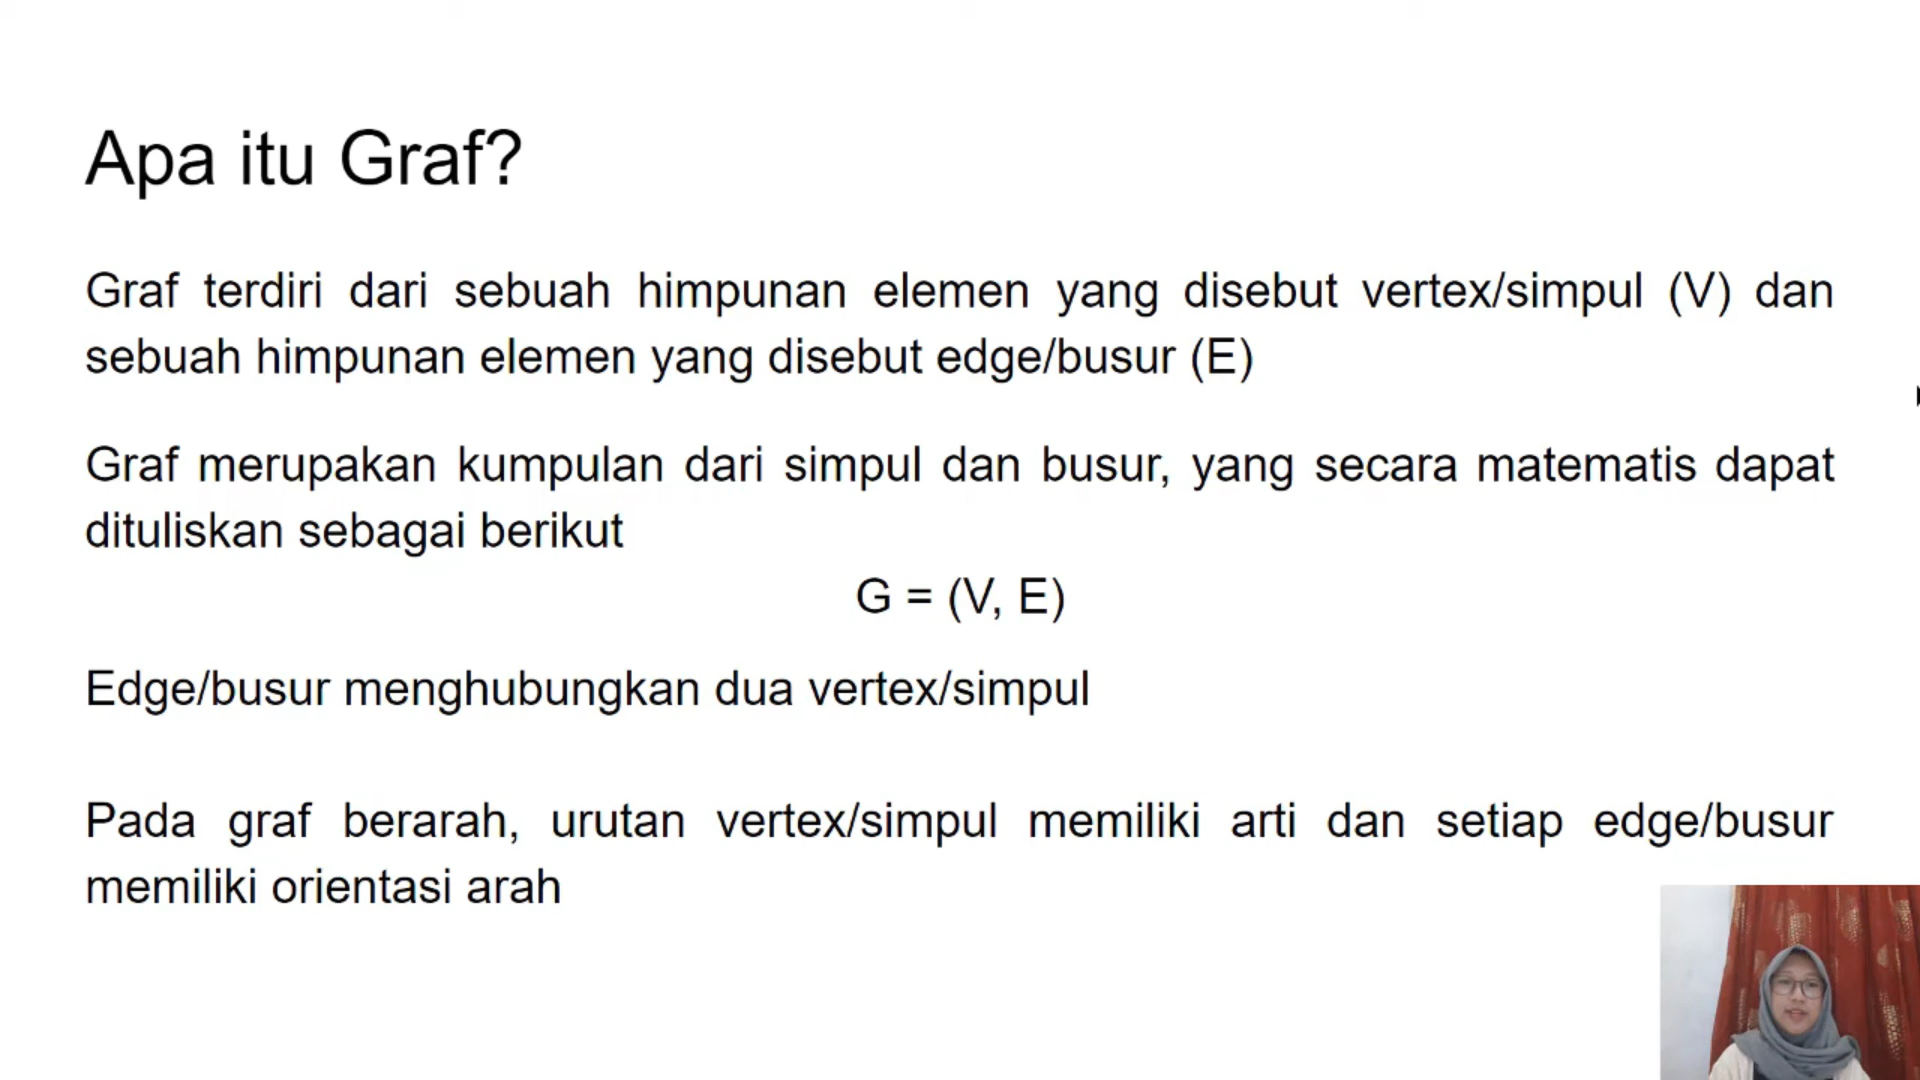 Apa itu Graf?
Graf terdiri dari sebuah himpunan elemen yang disebut vertex/simpul (V) dan
sebuah himpunan elemen yang disebut edge/busur (E)
Graf merupakan kumpulan dari simpul dan busur, yang secara matematis dapat
dituliskan sebagai berikut
G = (V, E)
Edge/busur menghubungkan dua vertex/simpul
Pada graf berarah, urutan vertex/simpul memiliki arti dan setiap edge/busur
memiliki orientasi arah